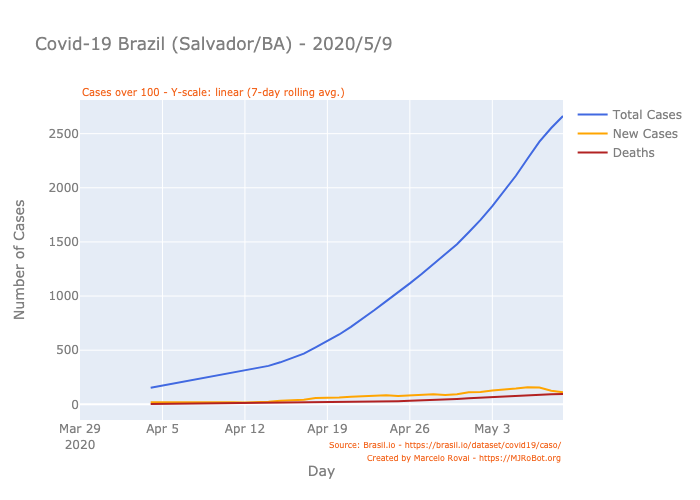 Covid-19 Brazil (Salvador/BA) - 2020/5/9
Cases over 100 - Y-scale: linear (7-day rolling avg.)
Total Cases
New Cases
Deaths
Number of Cases
2500
2000
1500
1000
500
0
Mar 29
2020
Apr 5
Apr 12
Apr 19
Apr 26
May 3
Source: Brasil.io - https://brasil.io/dataset/covid19/caso/
Created by Marcelo Rovai - https://MJRoBot.org
Day